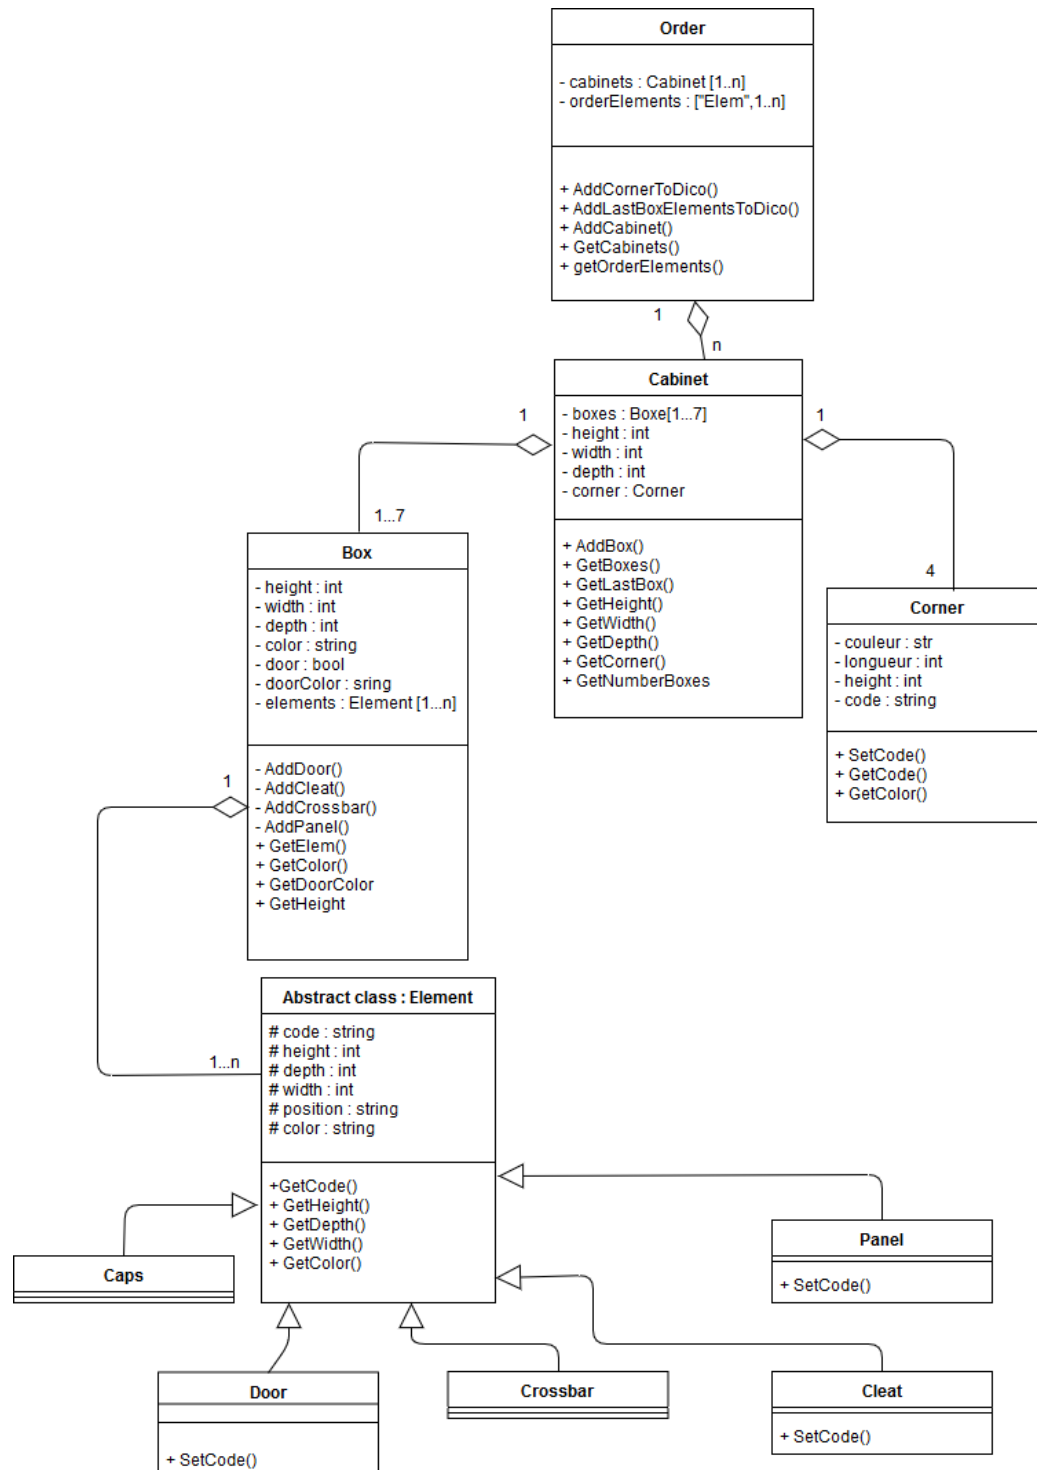 Order
- cabinets : Cabinet [1..n]
- orderElements : ["Elem",1..n]
+ AddCornerToDico()
+ AddLastBoxElementsToDico()
+ AddCabinet()
+ GetCabinets()
+ getOrderElements()
1
n
Cabinet
- boxes : Boxe[1...7]
- height : int
- width : int
- depth : int
- corner : Corner
+ AddBox()
+ GetBoxes()
+ GetLastBox()
+ GetHeight()
+ GetWidth()
+ GetDepth()
+ GetCorner()
+ GetNumberBoxes
1
1
1...7
4
Box
- height : int
- width : int
- depth : int
- color : string
- door : bool
- doorColor : sring
- elements : Element [1...n]
- AddDoor()
- AddCleat()
- AddCrossbar()
- AddPanel()
+ GetElem()
+ GetColor()
+ GetDoorColor
+ GetHeight
Corner
- couleur : str
- longueur : int
- height : int
- code : string
+ SetCode()
+ GetCode()
+ GetColor()
1
1...n
Abstract class : Element
# code : string
# height : int
# depth : int
# width : int
# position : string
# color : string
+GetCode()
+ GetHeight()
+ GetDepth()
+ GetWidth()
+ GetColor()
Caps
Panel
+ SetCode()
Door
+ SetCode()
Crossbar
Cleat
+ SetCode()